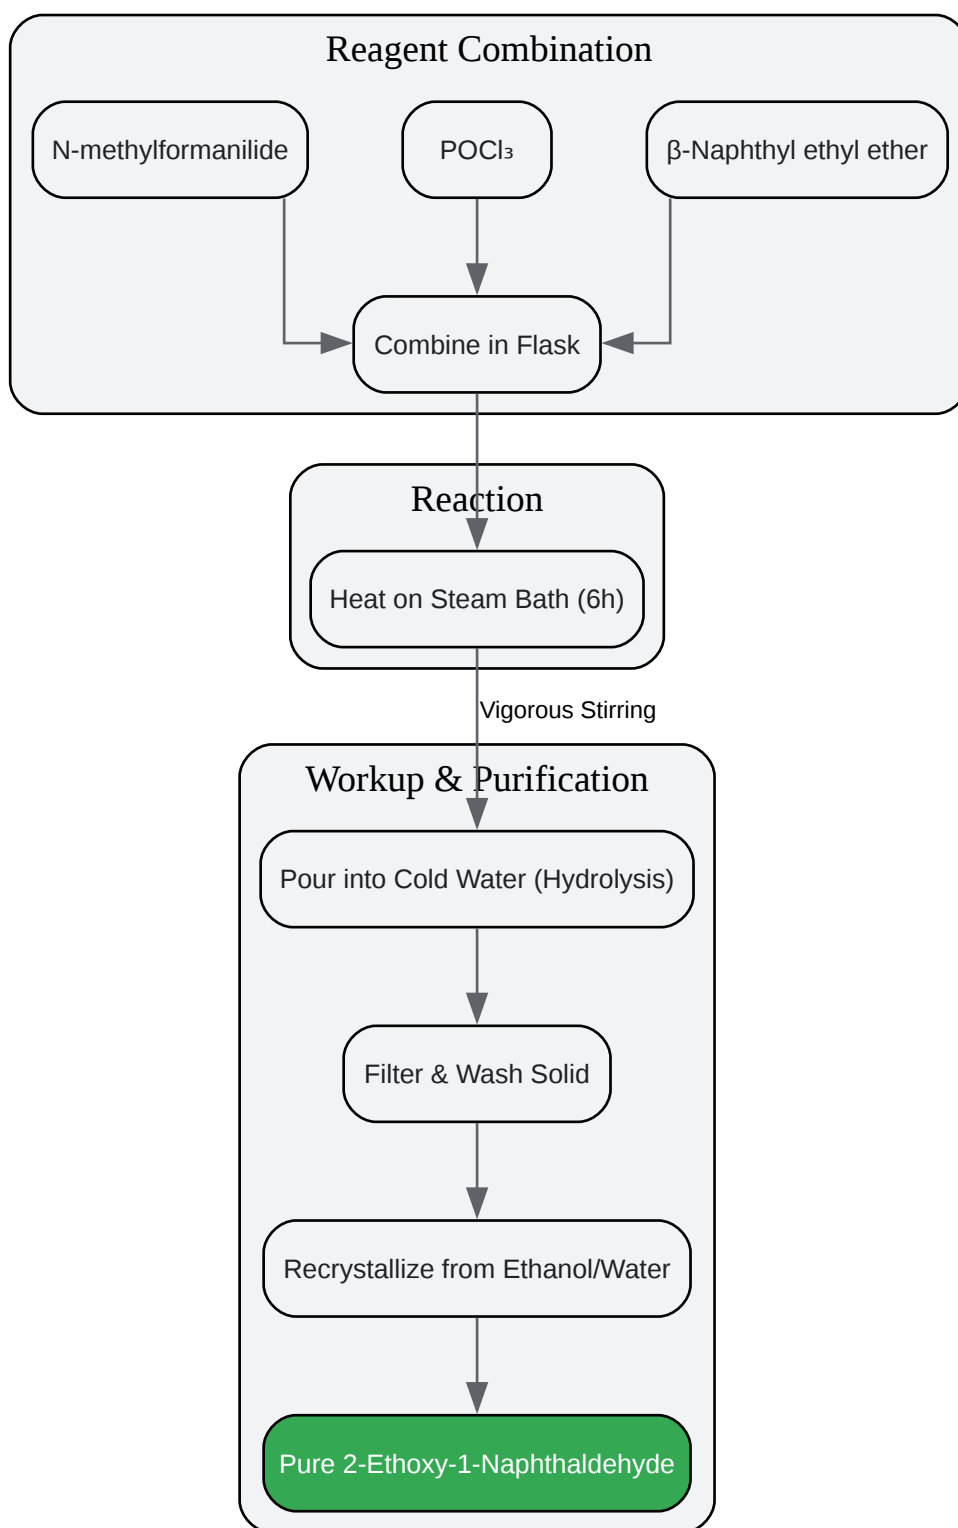 Reagent Combination
N-methylformanilide
POCl₃
β-Naphthyl ethyl ether
Combine in Flask
Reaction
Heat on Steam Bath (6h)
Vigorous Stirring
Workup & Purification
Pour into Cold Water (Hydrolysis)
Filter & Wash Solid
Recrystallize from Ethanol/Water
Pure 2-Ethoxy-1-Naphthaldehyde